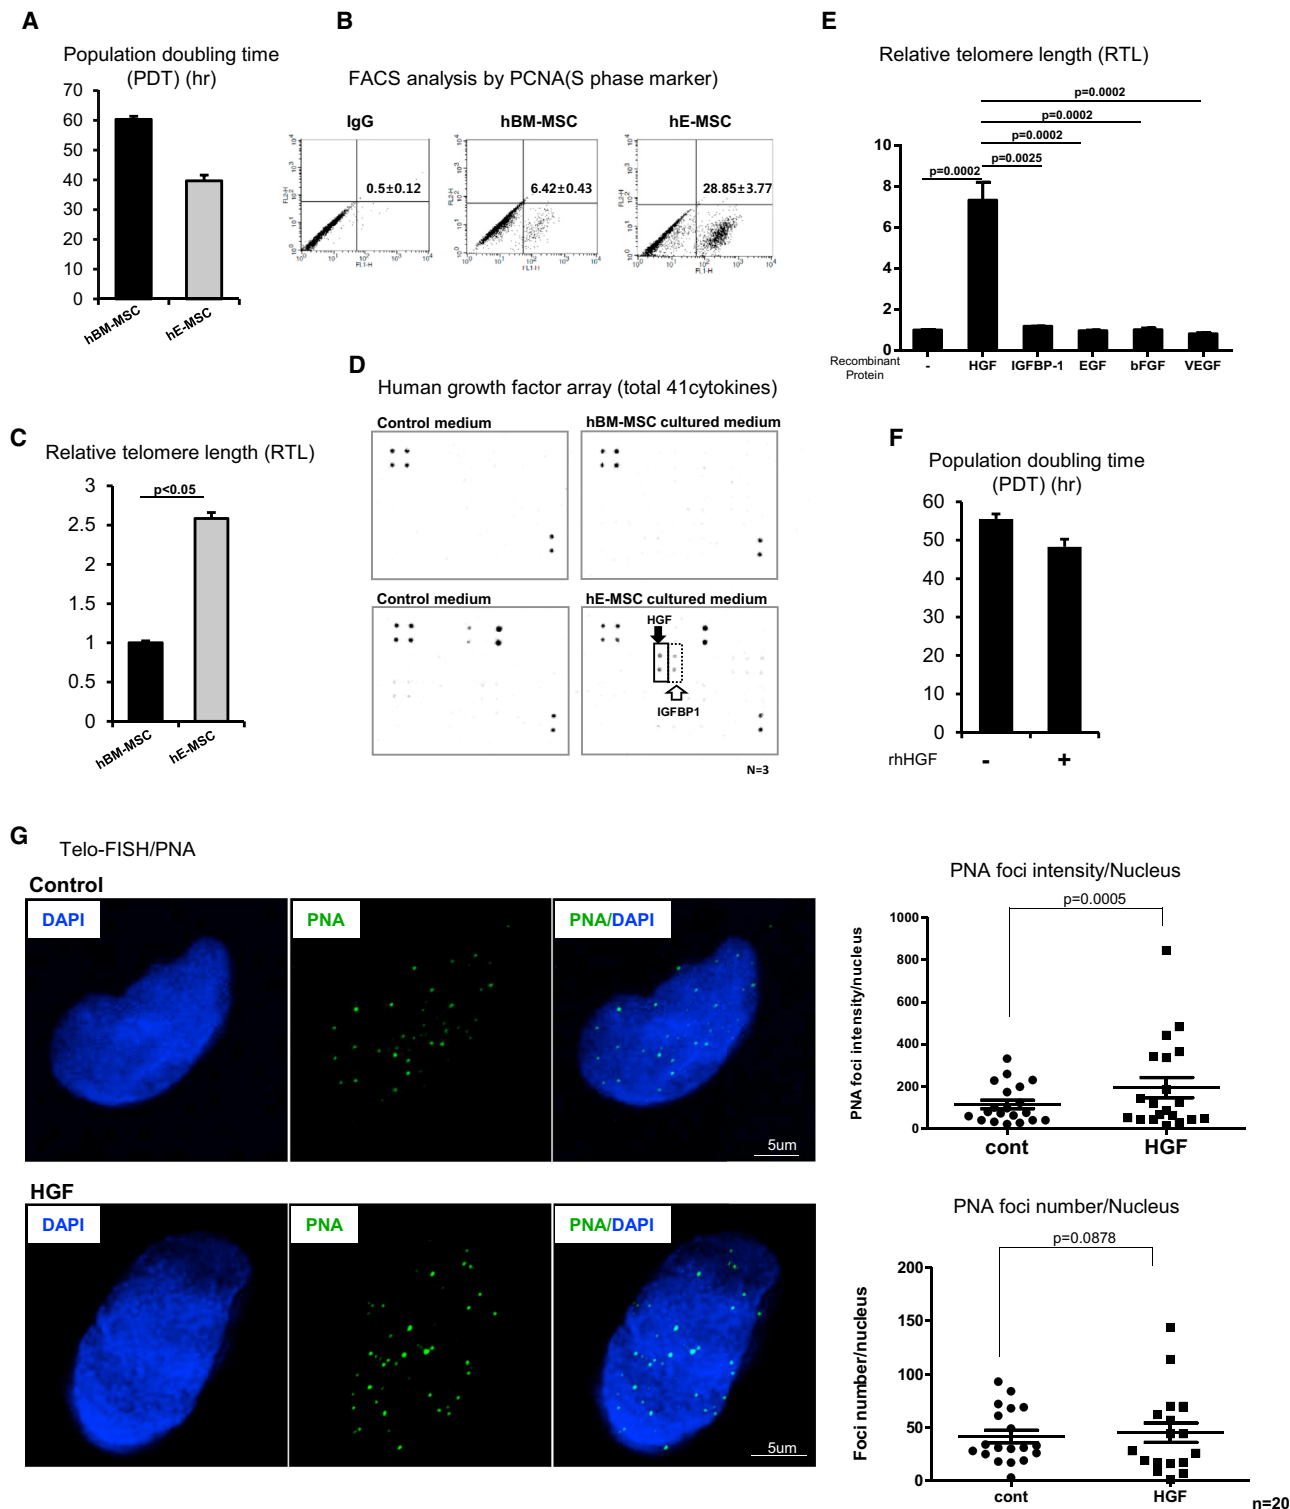 A
Population doubling time
(PDT) (hr)
70
60
50
40
30
20
10
0
hBM-MSC
hE-MSC
B
FACS analysis by PCNA(S phase marker)
IgG
hBM-MSC
hE-MSC
0.5±0.12
6.42±0.43
28.85±3.77
FL2-H
FL2-H
FL2-H
FL1-H
FL1-H
FL1-H
C
Relative telomere length (RTL)
p<0.05
3
2.5
2
1.5
1
0.5
0
hBM-MSC
hE-MSC
D
Human growth factor array (total 41cytokines)
Control medium
hBM-MSC cultured medium
Control medium
hE-MSC cultured medium
HGF
IGFBP1
N=3
E
Relative telomere length (RTL)
p=0.0002
p=0.0002
p=0.0002
p=0.0025
p=0.0002
10
8
6
4
2
0
Recombinant
Protein
- HGF IGFBP-1 EGF bFGF VEGF
F
Population doubling time
(PDT) (hr)
60
50
40
30
20
10
0
rhHGF - +
G
Telo-FISH/PNA
Control
DAPI
PNA
PNA/DAPI
5um
HGF
DAPI
PNA
PNA/DAPI
5um
PNA foci intensity/Nucleus
p=0.0005
PNA foci intensity/nucleus
1000
800
600
400
200
0
cont HGF
PNA foci number/Nucleus
p=0.0878
Foci number/nucleus
200
150
100
50
0
cont HGF
n=20